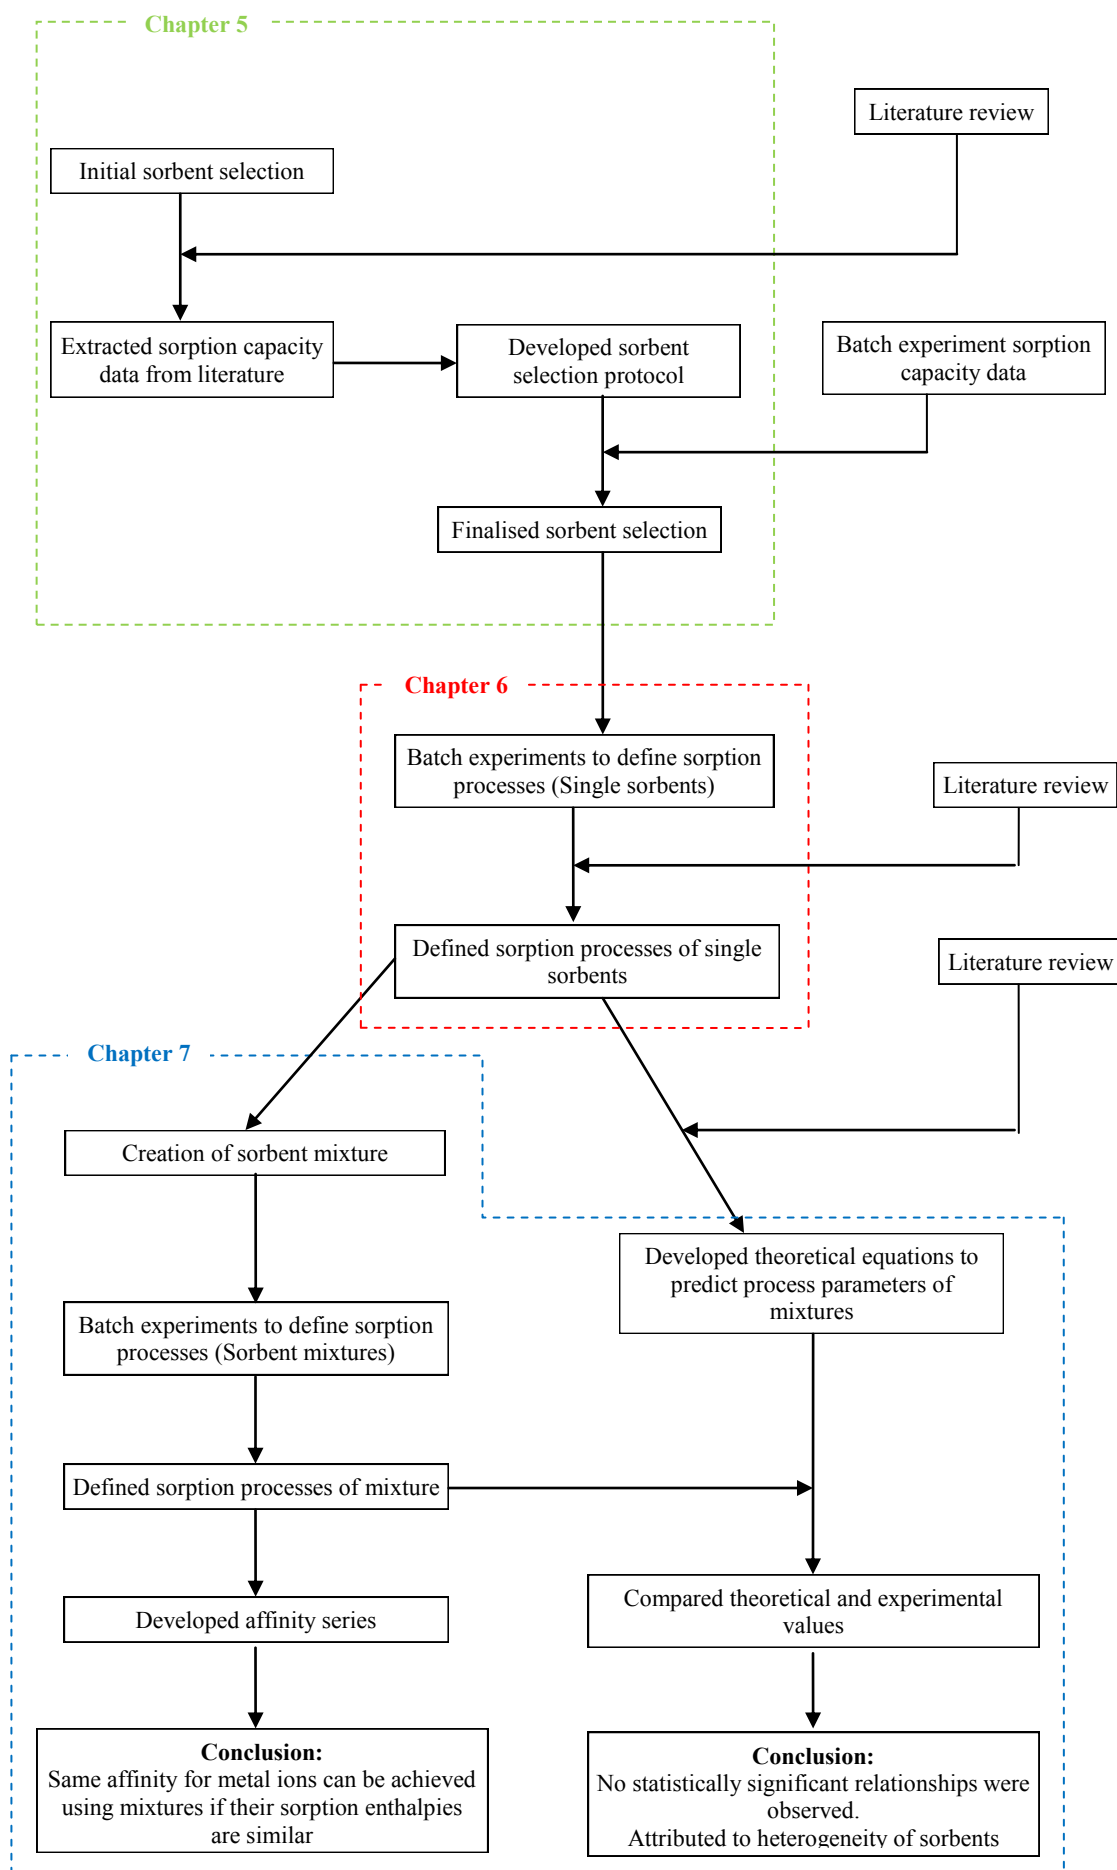 Chapter 5
Literature review
Initial sorbent selection
Extracted sorption capacity
data from literature
Developed sorbent
selection protocol
Batch experiment sorption
capacity data
Finalised sorbent selection
Chapter 6
Batch experiments to define sorption
processes (Single sorbents)
Literature review
Defined sorption processes of single
sorbents
Literature review
Chapter 7
Creation of sorbent mixture
Developed theoretical equations to
predict process parameters of
mixtures
Batch experiments to define sorption
processes (Sorbent mixtures)
Defined sorption processes of mixture
Developed affinity series
Compared theoretical and experimental
values
Conclusion:
Same affinity for metal ions can be achieved
using mixtures if their sorption enthalpies
are similar
Conclusion:
No statistically significant relationships were
observed.
Attributed to heterogeneity of sorbents